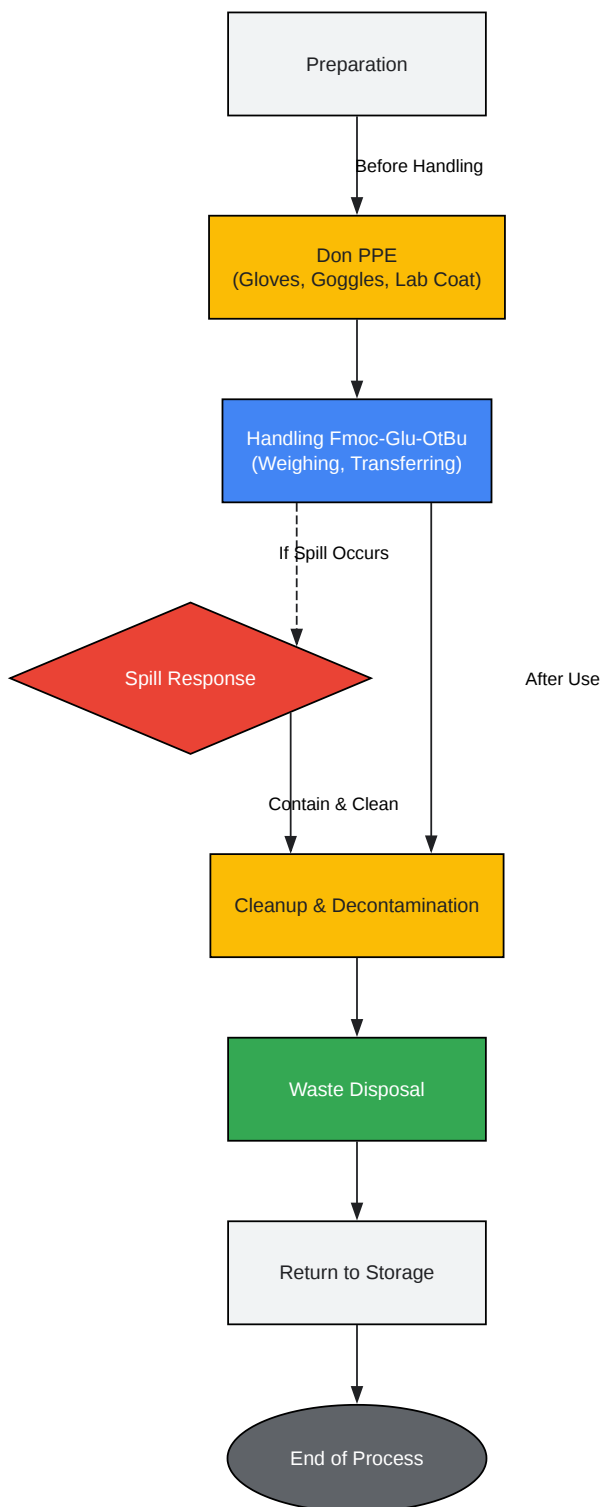 Preparation
Before Handling
Don PPE
(Gloves, Goggles, Lab Coat)
Handling Fmoc-Glu-OtBu
(Weighing, Transferring)
If Spill Occurs
Spill Response
After Use
Contain & Clean
Cleanup & Decontamination
Waste Disposal
Return to Storage
End of Process